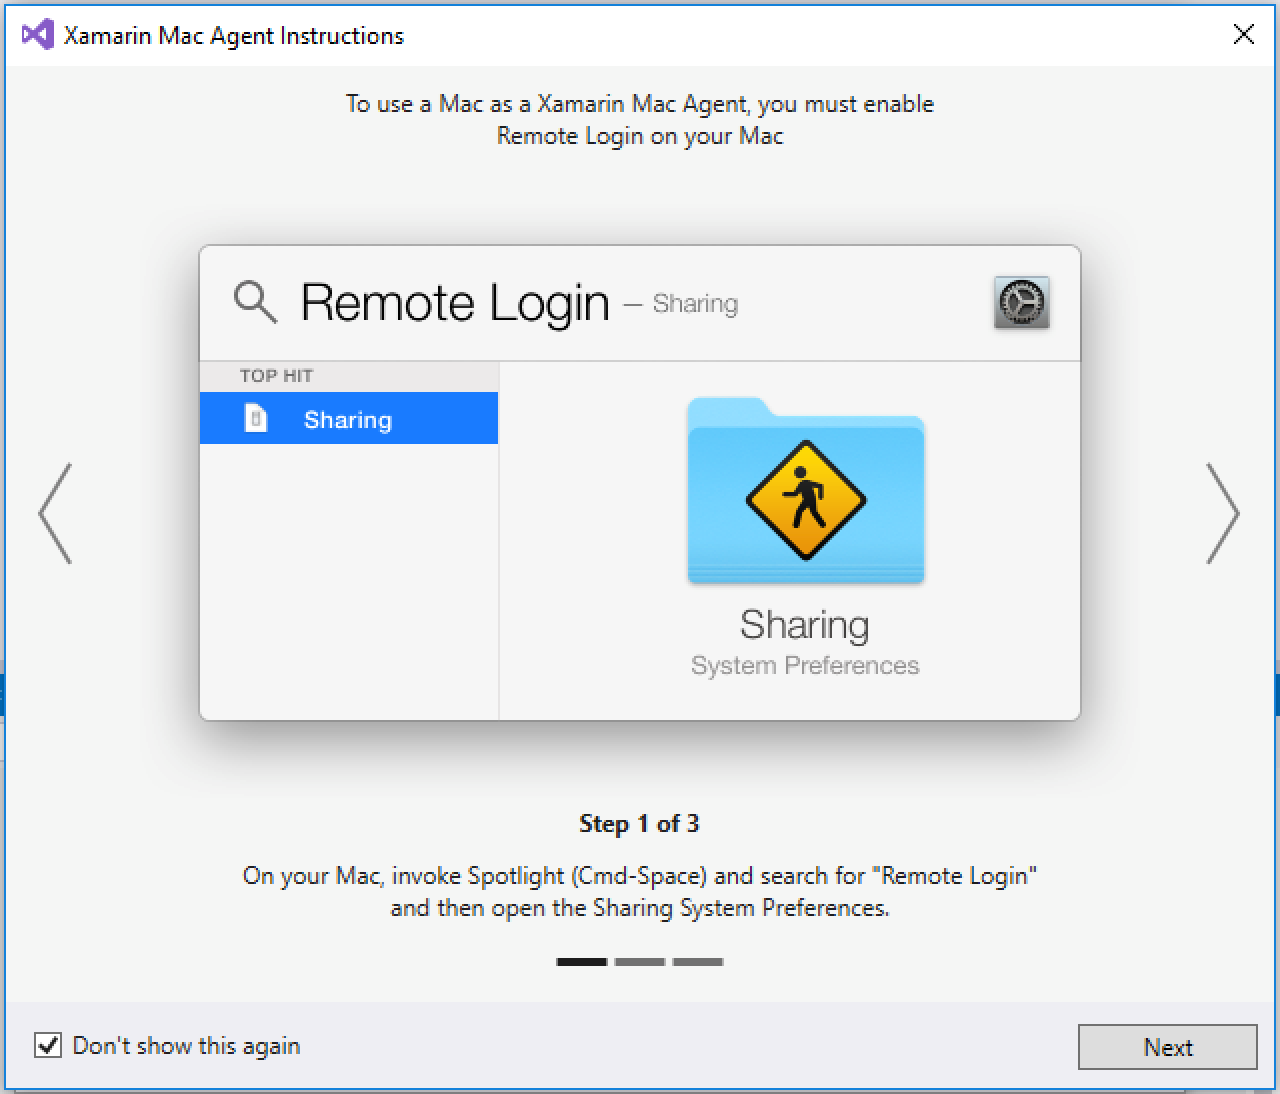 Xamarin Mac Agent Instructions
To use a Mac as a Xamarin Mac Agent, you must enable
Remote Login on your Mac
Remote Login — Sharing
TOP HIT
Sharing
Sharing
System Preferences
Step 1 of 3
On your Mac, invoke Spotlight (Cmd-Space) and search for "Remote Login"
and then open the Sharing System Preferences.
Don't show this again
Next